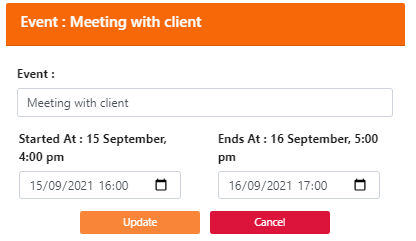 Event : Meeting with client
Event :
Meeting with client
Started At : 15 September,
4:00 pm
Ends At : 16 September, 5:00
pm
15/09/2021 16:00
16/09/2021 17:00
Update
Cancel